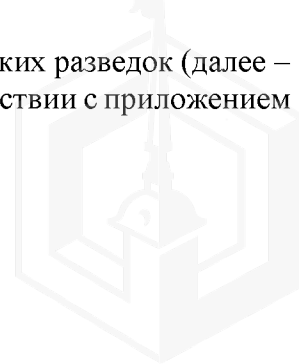 ких разведок (далее –
ствии с приложением